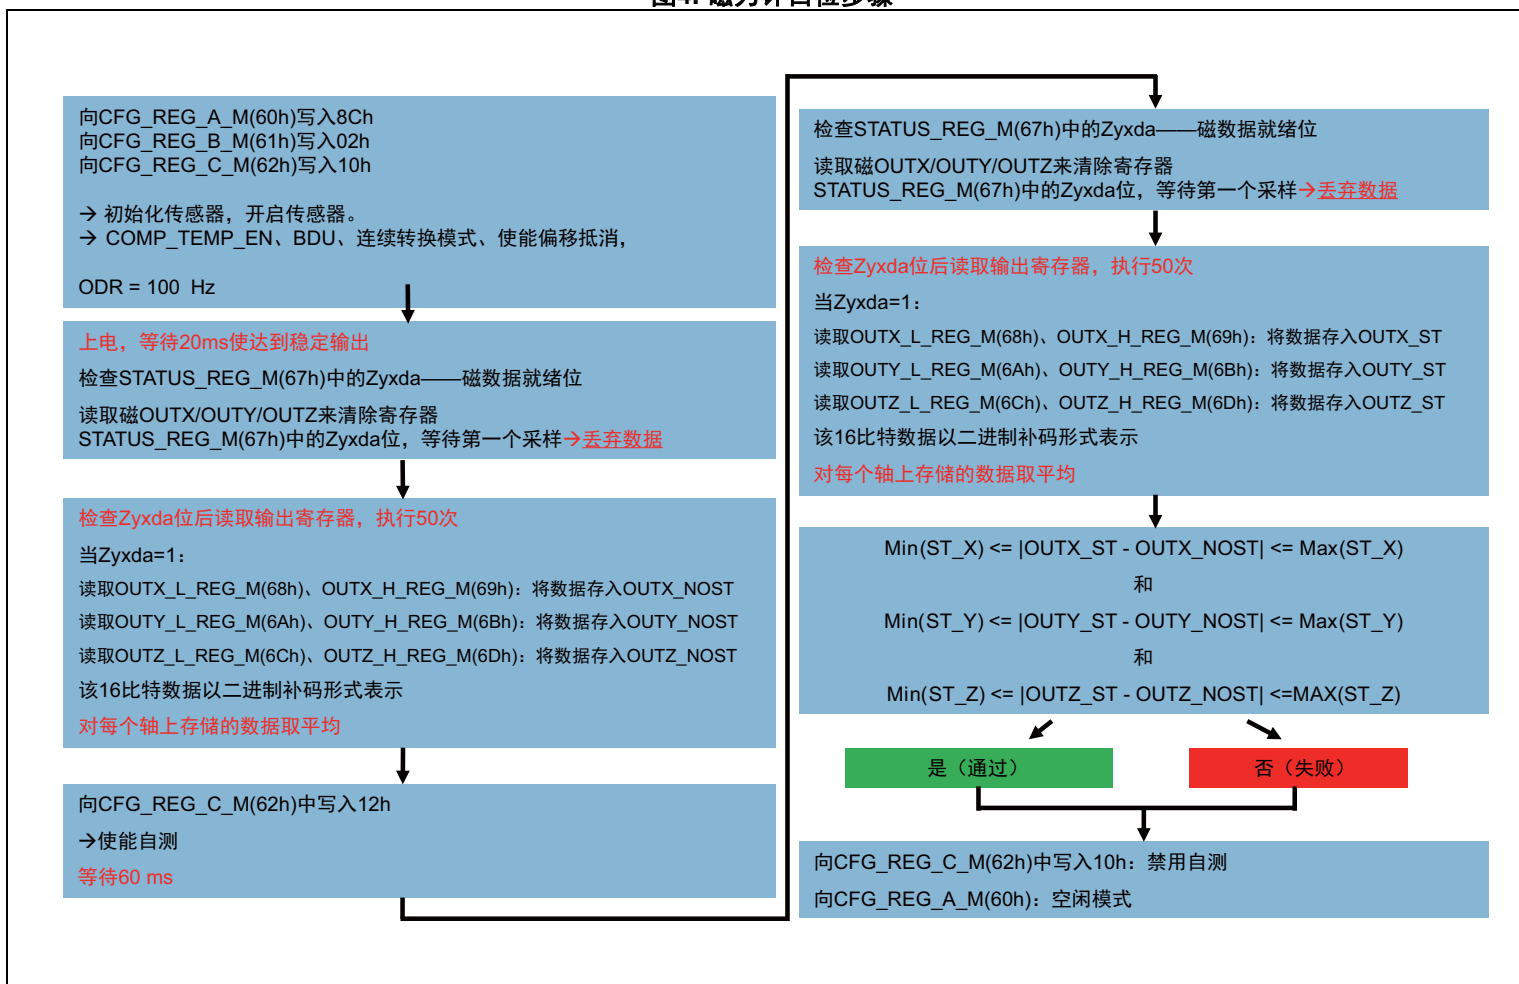 向CFG_REG_A_M(60h)写入8Ch
向CFG_REG_B_M(61h)写入02h
向CFG_REG_C_M(62h)写入10h
→ 初始化传感器，开启传感器。
→ COMP_TEMP_EN、BDU、连续转换模式、使能偏移抵消，
ODR = 100 Hz
上电，等待20ms使达到稳定输出
检查STATUS_REG_M(67h)中的Zyxda——磁数据就绪位
读取磁OUTX/OUTY/OUTZ来清除寄存器
STATUS_REG_M(67h)中的Zyxda位，等待第一个采样→丢弃数据
检查Zyxda位后读取输出寄存器，执行50次
当Zyxda=1：
读取OUTX_L_REG_M(68h)、OUTX_H_REG_M(69h)：将数据存入OUTX_NOST
读取OUTY_L_REG_M(6Ah)、OUTY_H_REG_M(6Bh)：将数据存入OUTY_NOST
读取OUTZ_L_REG_M(6Ch)、OUTZ_H_REG_M(6Dh)：将数据存入OUTZ_NOST
该16比特数据以二进制补码形式表示
对每个轴上存储的数据取平均
向CFG_REG_C_M(62h)中写入12h
→使能自测
等待60 ms
检查STATUS_REG_M(67h)中的Zyxda——磁数据就绪位
读取磁OUTX/OUTY/OUTZ来清除寄存器
STATUS_REG_M(67h)中的Zyxda位，等待第一个采样→丢弃数据
检查Zyxda位后读取输出寄存器，执行50次
当Zyxda=1：
读取OUTX_L_REG_M(68h)、OUTX_H_REG_M(69h)：将数据存入OUTX_ST
读取OUTY_L_REG_M(6Ah)、OUTY_H_REG_M(6Bh)：将数据存入OUTY_ST
读取OUTZ_L_REG_M(6Ch)、OUTZ_H_REG_M(6Dh)：将数据存入OUTZ_ST
该16比特数据以二进制补码形式表示
对每个轴上存储的数据取平均
Min(ST_X) <= |OUTX_ST - OUTX_NOST| <= Max(ST_X)
和
Min(ST_Y) <= |OUTY_ST - OUTY_NOST| <= Max(ST_Y)
和
Min(ST_Z) <= |OUTZ_ST - OUTZ_NOST| <=MAX(ST_Z)
是（通过）
否（失败）
向CFG_REG_C_M(62h)中写入10h：禁用自测
向CFG_REG_A_M(60h)：空闲模式